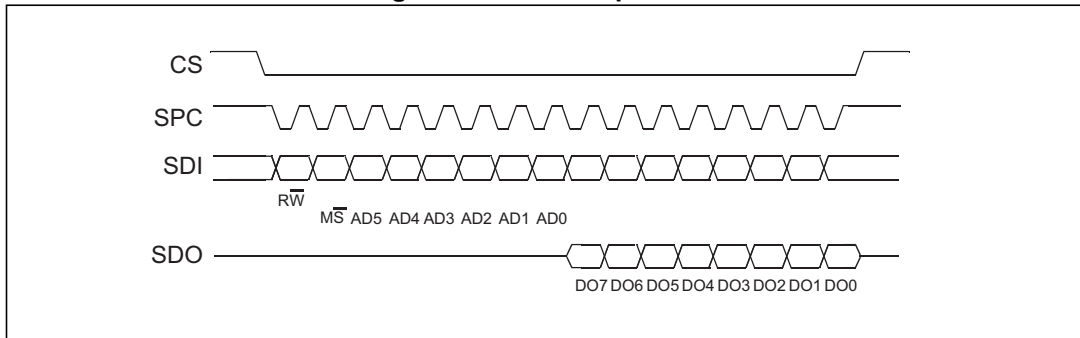 CS
SPC
SDI
RW̅
MS̅ AD5 AD4 AD3 AD2 AD1 AD0
SDO
DO7 DO6 DO5 DO4 DO3 DO2 DO1 DO0